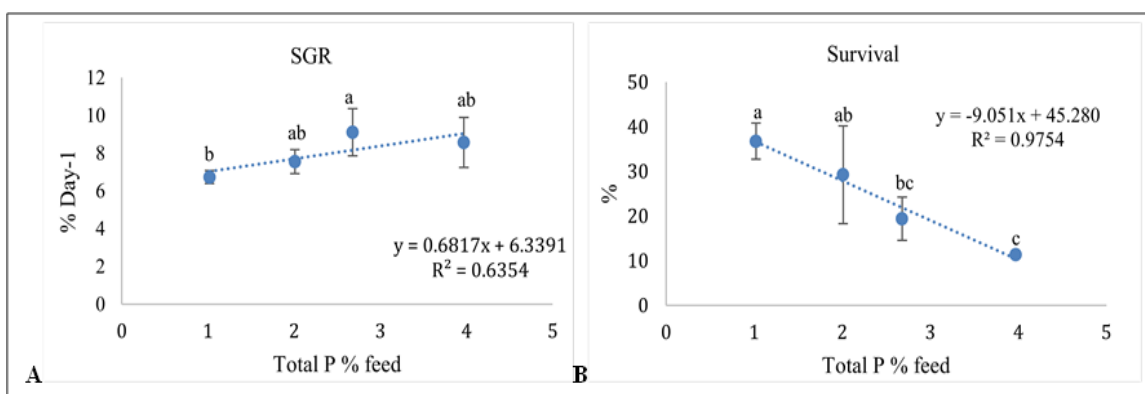 SGR
12
10
8
6
4
2
0
% Day-1
b
ab
a
ab
y = 0.6817x + 6.3391
R² = 0.6354
0 1 2 3 4 5
Total P % feed
A
Survival
50
40
30
20
10
0
%
a
ab
bc
c
y = -9.051x + 45.280
R² = 0.9754
0 1 2 3 4 5
Total P % feed
B